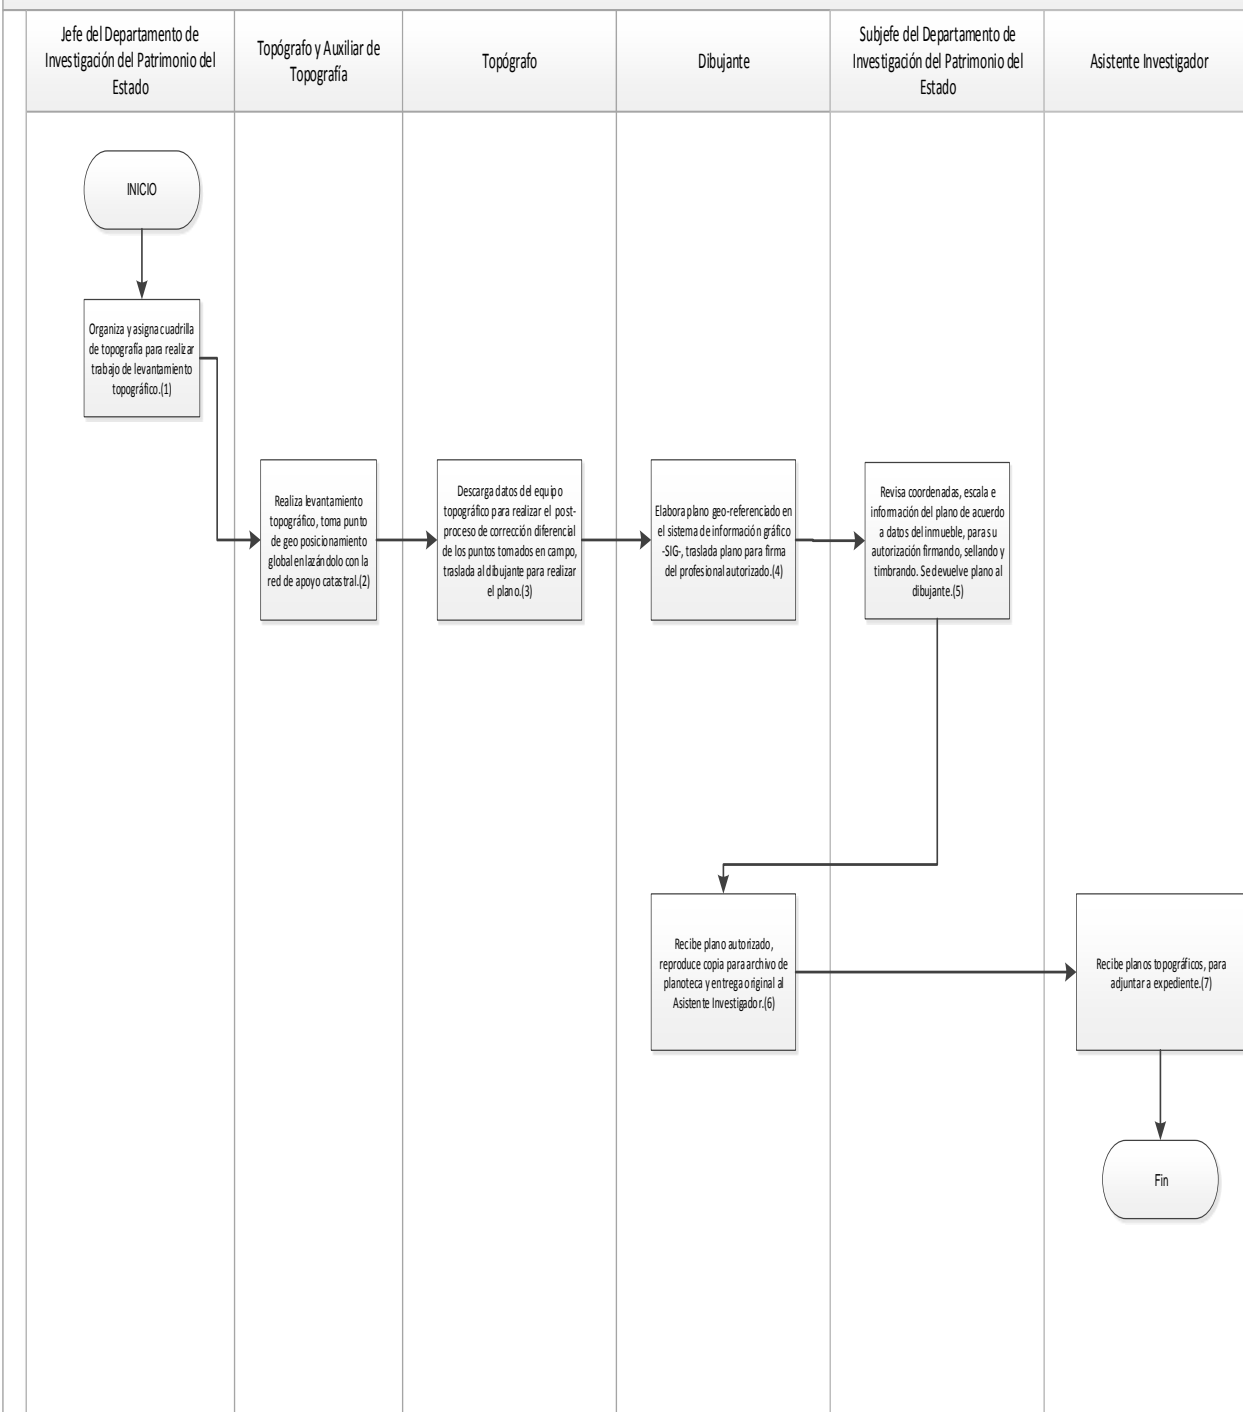 Jefe del Departamento de
Investigación del Patrimonio del
Estado
Topógrafo y Auxiliar de
Topografía
Topógrafo
Dibujante
Subjefe del Departamento de
Investigación del Patrimonio del
Estado
Asistente Investigador
INICIO
Organiza y asigna cuadrilla
de topografía para realizar
trabajo de levantamiento
topográfico.(1)
Realiza levantamiento
topográfico, toma punto
de geo posicionamiento
global enlazándolo con la
red de apoyo catastral.(2)
Descarga datos del equipo
topográfico para realizar el post-
proceso de corrección diferencial
de los puntos tomados en campo,
traslada al dibujante para realizar
el plano.(3)
Elabora plano geo-referenciado en
el sistema de información gráfico
-SIG-, traslada plano para firma
del profesional autorizado.(4)
Revisa coordenadas, escala e
información del plano de acuerdo
a datos del inmueble, para su
autorización firmando, sellando y
timbrando. Se devuelve plano al
dibujante.(5)
Recibe plano autorizado,
reproduce copia para archivo de
planoteca y entrega original al
Asistente Investigador.(6)
Recibe planos topográficos, para
adjuntar a expediente.(7)
Fin